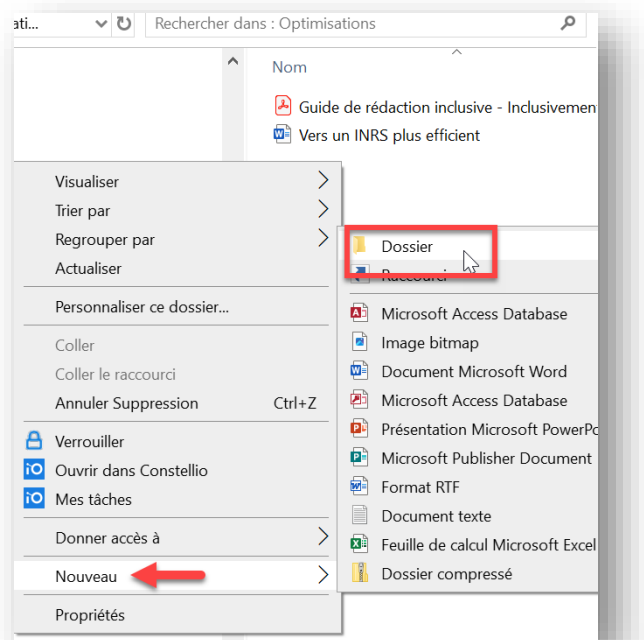 ati...
Rechercher dans : Optimisations
Nom
Guide de rédaction inclusive - Inclusivemen
Vers un INRS plus efficient
Visualiser
Trier par
Regrouper par
Actualiser
Personnaliser ce dossier...
Coller
Coller le raccourci
Annuler Suppression Ctrl+Z
Verrouiller
Ouvrir dans Constellio
Mes tâches
Donner accès à
Nouveau
Propriétés
Dossier
Raccourci
Microsoft Access Database
Image bitmap
Document Microsoft Word
Microsoft Access Database
Présentation Microsoft PowerPo
Microsoft Publisher Document
Format RTF
Document texte
Feuille de calcul Microsoft Excel
Dossier compressé